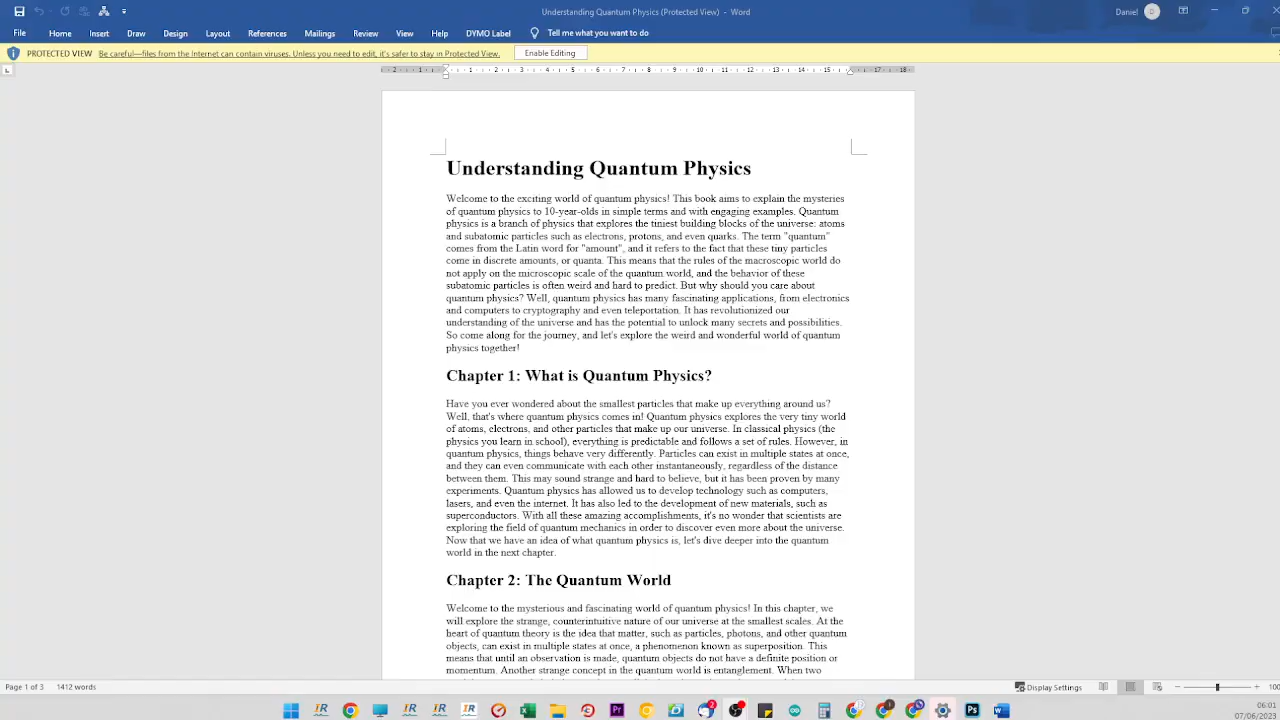 Understanding Quantum Physics (Protected View) - Word
Daniel D
File Home Insert Draw Design Layout References Mailings Review View Help DYMO Label Tell me what you want to do
PROTECTED VIEW Be careful—files from the Internet can contain viruses. Unless you need to edit, it's safer to stay in Protected View. Enable Editing
2 1 1 2 3 4 5 6 7 8 9 10 11 12 13 14 15 17 18
Understanding Quantum Physics
Welcome to the exciting world of quantum physics! This book aims to explain the mysteries
of quantum physics to 10-year-olds in simple terms and with engaging examples. Quantum
physics is a branch of physics that explores the tiniest building blocks of the universe: atoms
and subatomic particles such as electrons, protons, and even quarks. The term "quantum"
comes from the Latin word for "amount", and it refers to the fact that these tiny particles
come in discrete amounts, or quanta. This means that the rules of the macroscopic world do
not apply on the microscopic scale of the quantum world, and the behavior of these
subatomic particles is often weird and hard to predict. But why should you care about
quantum physics? Well, quantum physics has many fascinating applications, from electronics
and computers to cryptography and even teleportation. It has revolutionized our
understanding of the universe and has the potential to unlock many secrets and possibilities.
So come along for the journey, and let's explore the weird and wonderful world of quantum
physics together!
Chapter 1: What is Quantum Physics?
Have you ever wondered about the smallest particles that make up everything around us?
Well, that's where quantum physics comes in! Quantum physics explores the very tiny world
of atoms, electrons, and other particles that make up our universe. In classical physics (the
physics you learn in school), everything is predictable and follows a set of rules. However, in
quantum physics, things behave very differently. Particles can exist in multiple states at once,
and they can even communicate with each other instantaneously, regardless of the distance
between them. This may sound strange and hard to believe, but it has been proven by many
experiments. Quantum physics has allowed us to develop technology such as computers,
lasers, and even the internet. It has also led to the development of new materials, such as
superconductors. With all these amazing accomplishments, it's no wonder that scientists are
exploring the field of quantum mechanics in order to discover even more about the universe.
Now that we have an idea of what quantum physics is, let's dive deeper into the quantum
world in the next chapter.
Chapter 2: The Quantum World
Welcome to the mysterious and fascinating world of quantum physics! In this chapter, we
will explore the strange, counterintuitive nature of our universe at the smallest scales. At the
heart of quantum theory is the idea that matter, such as particles, photons, and other quantum
objects, can exist in multiple states at once, a phenomenon known as superposition. This
means that until an observation is made, quantum objects do not have a definite position or
momentum. Another strange concept in the quantum world is entanglement. When two
Page 1 of 3 1412 words Display Settings 100
06:01
07/06/202